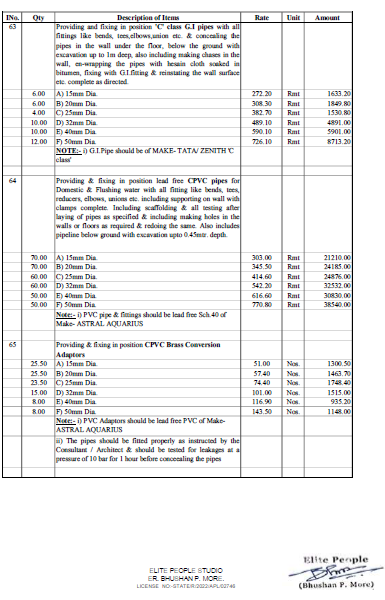 INo. Qty Description of Items Rate Unit Amount
63 Providing and fixing in position 'C' class G.I pipes with all
fittings like bends, tees,elbows,union etc. & concealing the
pipes in the wall under the floor, below the ground with
excavation up to 1m deep, also including making chases in the
wall, en-wrapping the pipes with hesain cloth soaked in
bitumen, fixing with G.I.fitting & reinstating the wall surface
etc. complete as directed.
6.00 A) 15mm Dia. 272.20 Rmt 1633.20
6.00 B) 20mm Dia. 308.30 Rmt 1849.80
4.00 C) 25mm Dia. 382.70 Rmt 1530.80
10.00 D) 32mm Dia. 489.10 Rmt 4891.00
10.00 E) 40mm Dia. 590.10 Rmt 5901.00
12.00 F) 50mm Dia. 726.10 Rmt 8713.20
NOTE:- i) G.I.Pipe should be of MAKE- TATA/ ZENITH 'C
class'
64 Providing & fixing in position lead free CPVC pipes for
Domestic & Flushing water with all fitting like bends, tees,
reducers, elbows, unions etc. including supporting on wall with
clamps complete. Including scaffolding & all testing after
laying of pipes as specified & including making holes in the
walls or floors as required & redoing the same. Also includes
pipeline below ground with excavation upto 0.45mtr. depth.
70.00 A) 15mm Dia. 303.00 Rmt 21210.00
70.00 B) 20mm Dia. 345.50 Rmt 24185.00
60.00 C) 25mm Dia. 414.60 Rmt 24876.00
60.00 D) 32mm Dia. 542.20 Rmt 32532.00
50.00 E) 40mm Dia. 616.60 Rmt 30830.00
50.00 F) 50mm Dia. 770.80 Rmt 38540.00
Note:- i) PVC pipe & fittings should be lead free Sch.40 of
Make- ASTRAL AQUARIUS
65 Providing & fixing in position CPVC Brass Conversion
Adaptors
25.50 A) 15mm Dia. 51.00 Nos. 1300.50
25.50 B) 20mm Dia. 57.40 Nos. 1463.70
23.50 C) 25mm Dia. 74.40 Nos. 1748.40
15.00 D) 32mm Dia. 101.00 Nos. 1515.00
8.00 E) 40mm Dia. 116.90 Nos. 935.20
8.00 F) 50mm Dia. 143.50 Nos. 1148.00
Note:- i) PVC Adaptors should be lead free PVC of Make-
ASTRAL AQUARIUS
ii) The pipes should be fitted properly as instructed by the
Consultant / Architect & should be tested for leakages at a
pressure of 10 bar for 1 hour before conceealing the pipes
Elite People
(Bhushan P. More)
ELITE PEOPLE STUDIO
ER. BHUSHAN P. MORE.
LICENSE NO:-STATE/R/2022/APL/02746